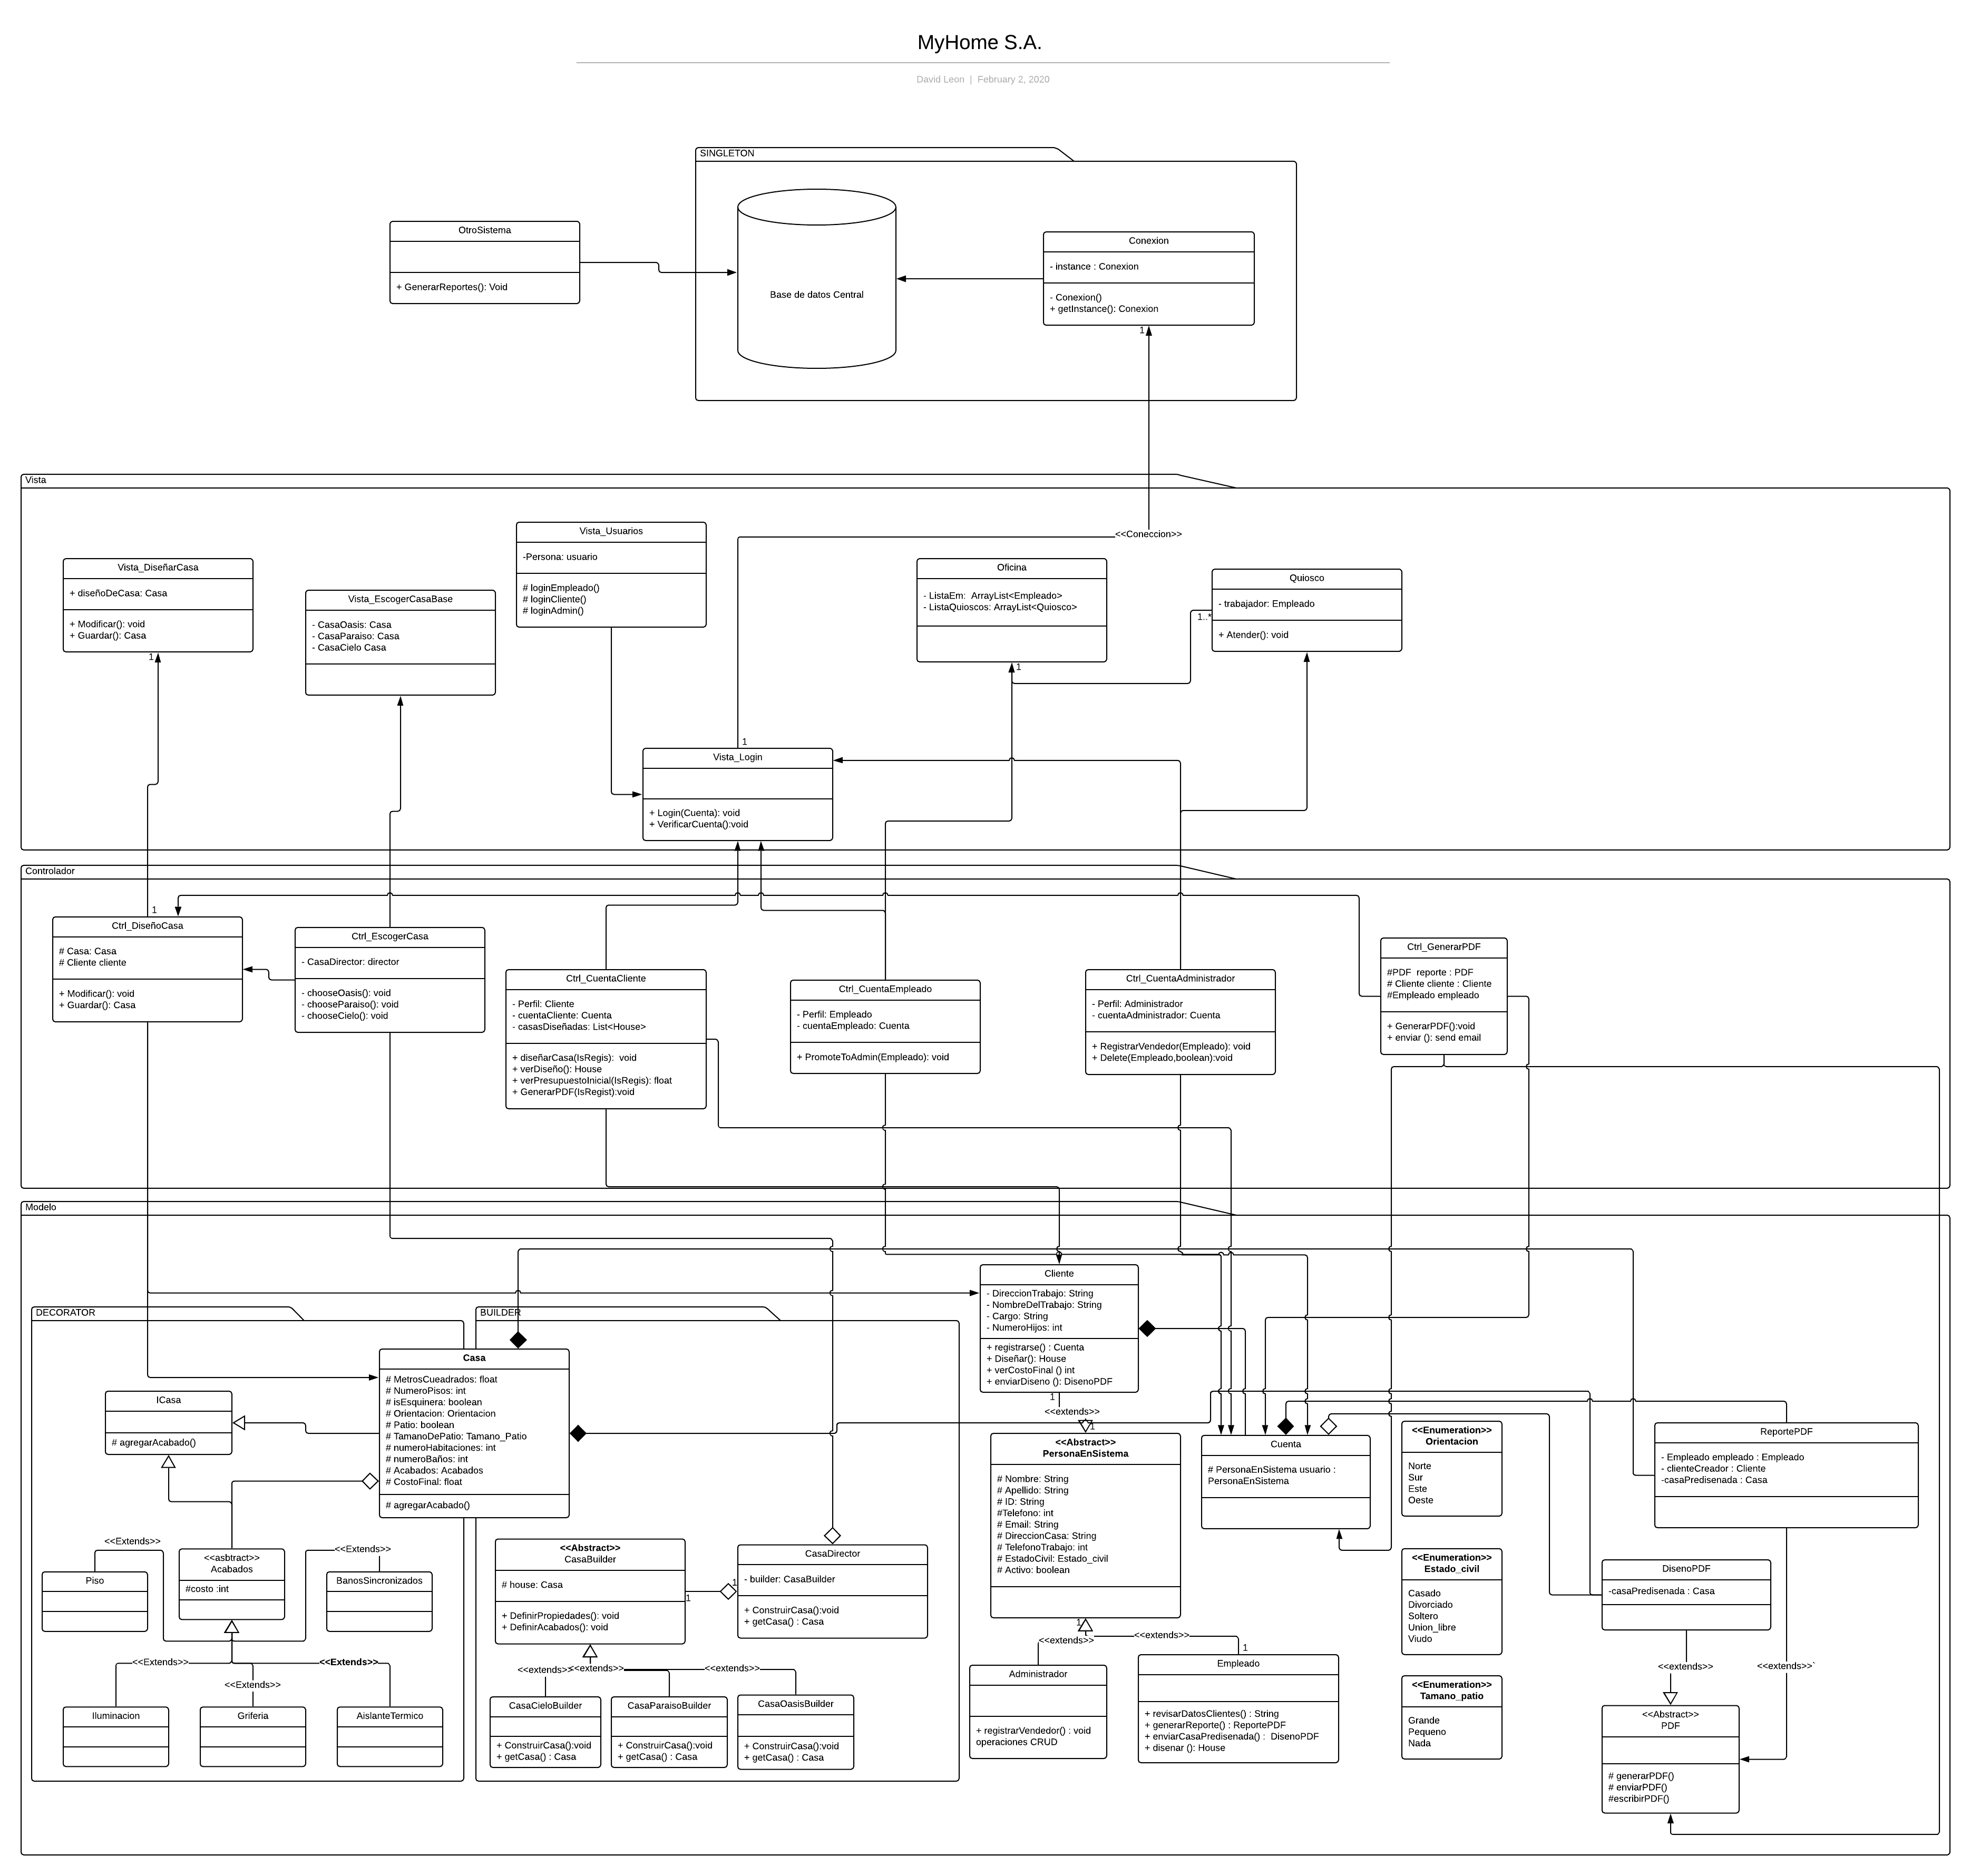 MyHome S.A.
David Leon | February 2, 2020
SINGLETON
OtroSistema
+ GenerarReportes(): Void
Base de datos Central
Conexion
- instance : Conexion
- Conexion()
+ getInstance(): Conexion
1
Vista
<<Coneccion>>
Vista_DiseñarCasa
+ diseñoDeCasa: Casa
+ Modificar(): void
+ Guardar(): Casa
1
Vista_EscogerCasaBase
- CasaOasis: Casa
- CasaParaiso: Casa
- CasaCielo Casa
Vista_Usuarios
-Persona: usuario
# loginEmpleado()
# loginCliente()
# loginAdmin()
Oficina
- ListaEm:  ArrayList<Empleado>
- ListaQuioscos: ArrayList<Quiosco>
1
Quiosco
- trabajador: Empleado
+ Atender(): void
1..*
1
Vista_Login
+ Login(Cuenta): void
+ VerificarCuenta():void
Controlador
1
Ctrl_DiseñoCasa
# Casa: Casa
# Cliente cliente
+ Modificar(): void
+ Guardar(): Casa
Ctrl_EscogerCasa
- CasaDirector: director
- chooseOasis(): void
- chooseParaiso(): void
- chooseCielo(): void
Ctrl_CuentaCliente
- Perfil: Cliente
- cuentaCliente: Cuenta
- casasDiseñadas: List<House>
+ diseñarCasa(IsRegis):  void
+ verDiseño(): House
+ verPresupuestoInicial(IsRegis): float
+ GenerarPDF(IsRegist):void
Ctrl_CuentaEmpleado
- Perfil: Empleado
- cuentaEmpleado: Cuenta
+ PromoteToAdmin(Empleado): void
Ctrl_CuentaAdministrador
- Perfil: Administrador
- cuentaAdministrador: Cuenta
+ RegistrarVendedor(Empleado): void
+ Delete(Empleado,boolean):void
Ctrl_GenerarPDF
#PDF  reporte : PDF
# Cliente cliente : Cliente
#Empleado empleado
+ GenerarPDF():void
+ enviar (): send email
Modelo
DECORATOR
BUILDER
Casa
# MetrosCueadrados: float
# NumeroPisos: int
# isEsquinera: boolean
# Orientacion: Orientacion
# Patio: boolean
# TamanoDePatio: Tamano_Patio
# numeroHabitaciones: int
# numeroBaños: int
# Acabados: Acabados
# CostoFinal: float
# agregarAcabado()
ICasa
# agregarAcabado()
<<asbtract>>
Acabados
#costo :int
<<Extends>>
Piso
<<Extends>>
BanosSincronizados
<<Extends>>
<<Extends>>
<<Extends>>
Iluminacion
Griferia
AislanteTermico
<<Abstract>>
CasaBuilder
# house: Casa
+ DefinirPropiedades(): void
+ DefinirAcabados(): void
1
1
CasaDirector
- builder: CasaBuilder
+ ConstruirCasa():void
+ getCasa() : Casa
<<extends>>
<<extends>>
<<extends>>
CasaCieloBuilder
+ ConstruirCasa():void
+ getCasa() : Casa
CasaParaisoBuilder
+ ConstruirCasa():void
+ getCasa() : Casa
CasaOasisBuilder
+ ConstruirCasa():void
+ getCasa() : Casa
Cliente
- DireccionTrabajo: String
- NombreDelTrabajo: String
- Cargo: String
- NumeroHijos: int
+ registrarse() : Cuenta
+ Diseñar(): House
+ verCostoFinal () int
+ enviarDiseno (): DisenoPDF
1
<<extends>>
1
<<Abstract>>
PersonaEnSistema
# Nombre: String
# Apellido: String
# ID: String
#Telefono: int
# Email: String
# DireccionCasa: String
# TelefonoTrabajo: int
# EstadoCivil: Estado_civil
# Activo: boolean
1
<<extends>>
<<extends>>
1
Administrador
+ registrarVendedor() : void
operaciones CRUD
Empleado
+ revisarDatosClientes() : String
+ generarReporte() : ReportePDF
+ enviarCasaPredisenada() :  DisenoPDF
+ disenar (): House
Cuenta
# PersonaEnSistema usuario :
PersonaEnSistema
<<Enumeration>>
Orientacion
Norte
Sur
Este
Oeste
<<Enumeration>>
Estado_civil
Casado
Divorciado
Soltero
Union_libre
Viudo
<<Enumeration>>
Tamano_patio
Grande
Pequeno
Nada
ReportePDF
- Empleado empleado : Empleado
- clienteCreador : Cliente
-casaPredisenada : Casa
DisenoPDF
-casaPredisenada : Casa
<<extends>>
<<extends>>`
<<Abstract>>
PDF
# generarPDF()
# enviarPDF()
#escribirPDF()